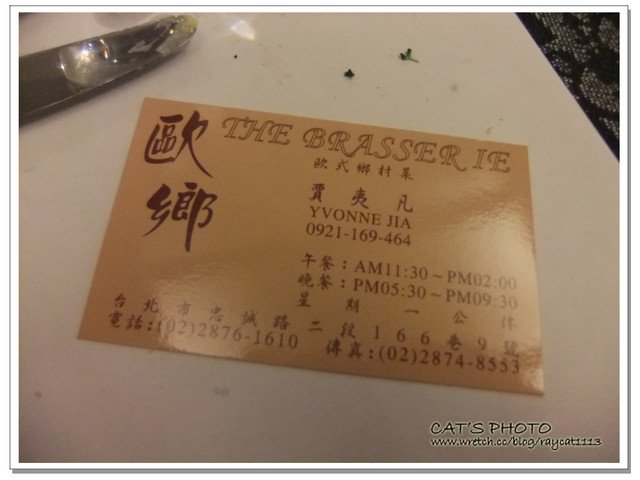 歐鄉
THE BRASSERIE
歐式鄉村菜
賈夷凡
YVONNE JIA
0921-169-464
午餐：AM11:30～PM02:00
晚餐：PM05:30～PM09:30
星期一公休
台北市忠誠路二段166巷9號
電話：(02)2876-1610 傳真：(02)2874-8553
CAT'S PHOTO
www.wretch.cc/blog/raycat1113